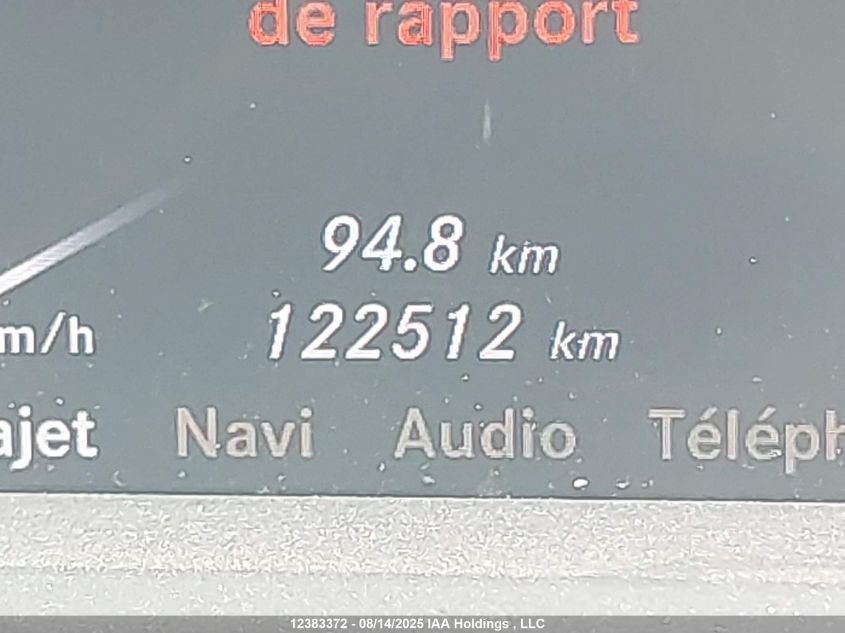 de rapport
94.8 km
122512 km
m/h
ajet Navi Audio Téléph
12383372 - 08/14/2025 IAA Holdings , LLC